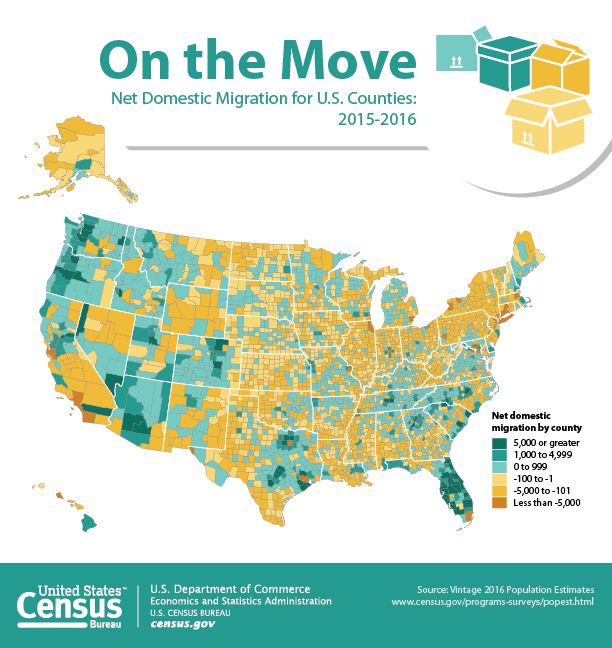 On the Move
Net Domestic Migration for U.S. Counties:
2015-2016
Net domestic
migration by county
5,000 or greater
1,000 to 4,999
0 to 999
-100 to -1
-5,000 to -101
Less than -5,000
United States™
Census
Bureau
U.S. Department of Commerce
Economics and Statistics Administration
U.S. CENSUS BUREAU
census.gov
Source: Vintage 2016 Population Estimates
www.census.gov/programs-surveys/popest.html